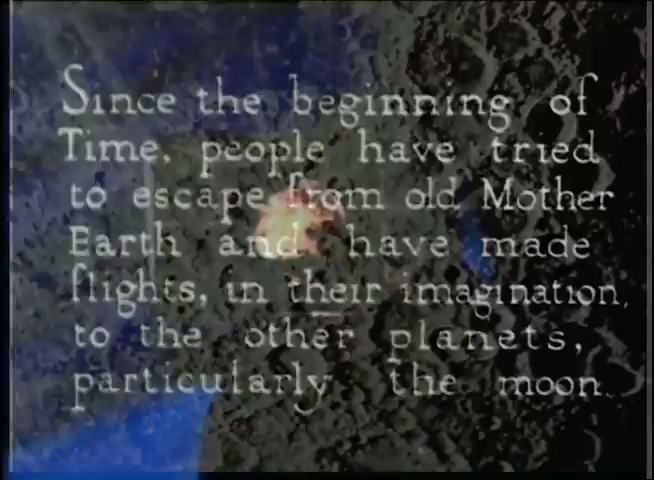 Since the beginning of
Time, people have tried
to escape from old Mother
Earth and have made
flights, in their imagination,
to the other planets,
particularly the moon.